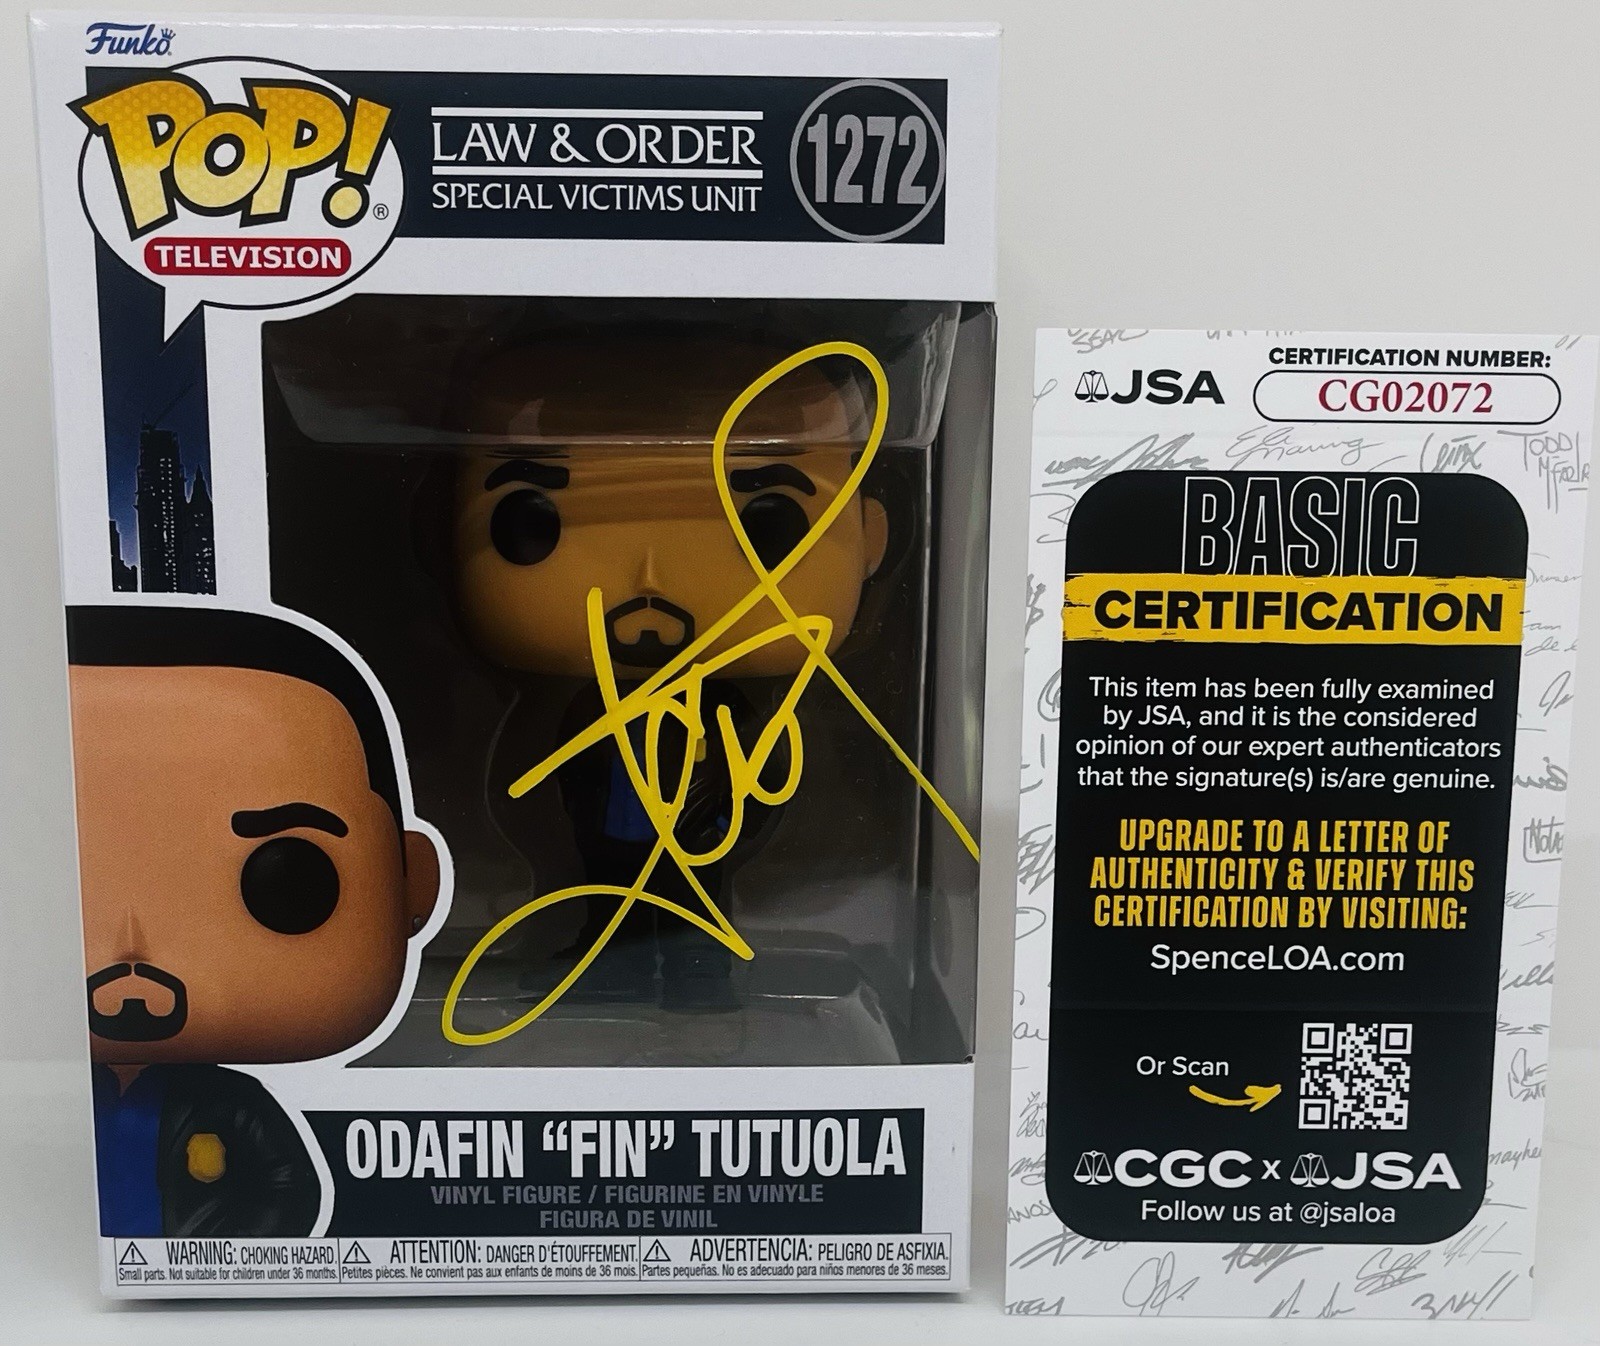 Funko
POP! ®
TELEVISION
LAW & ORDER
SPECIAL VICTIMS UNIT
1272
ODAFIN "FIN" TUTUOLA
VINYL FIGURE / FIGURINE EN VINYLE
FIGURA DE VINIL
WARNING: CHOKING HAZARD.
Small parts. Not suitable for children under 36 months.
ATTENTION: DANGER D'ÉTOUFFEMENT.
Petites pièces. Ne convient pas aux enfants de moins de 36 mois.
ADVERTENCIA: PELIGRO DE ASFIXIA.
Partes pequeñas. No es adecuado para niños menores de 36 meses.
JSA
CERTIFICATION NUMBER:
CG02072
BASIC
CERTIFICATION
This item has been fully examined
by JSA, and it is the considered
opinion of our expert authenticators
that the signature(s) is/are genuine.
UPGRADE TO A LETTER OF
AUTHENTICITY & VERIFY THIS
CERTIFICATION BY VISITING:
SpenceLOA.com
Or Scan
CGC x JSA
Follow us at @jsaloa